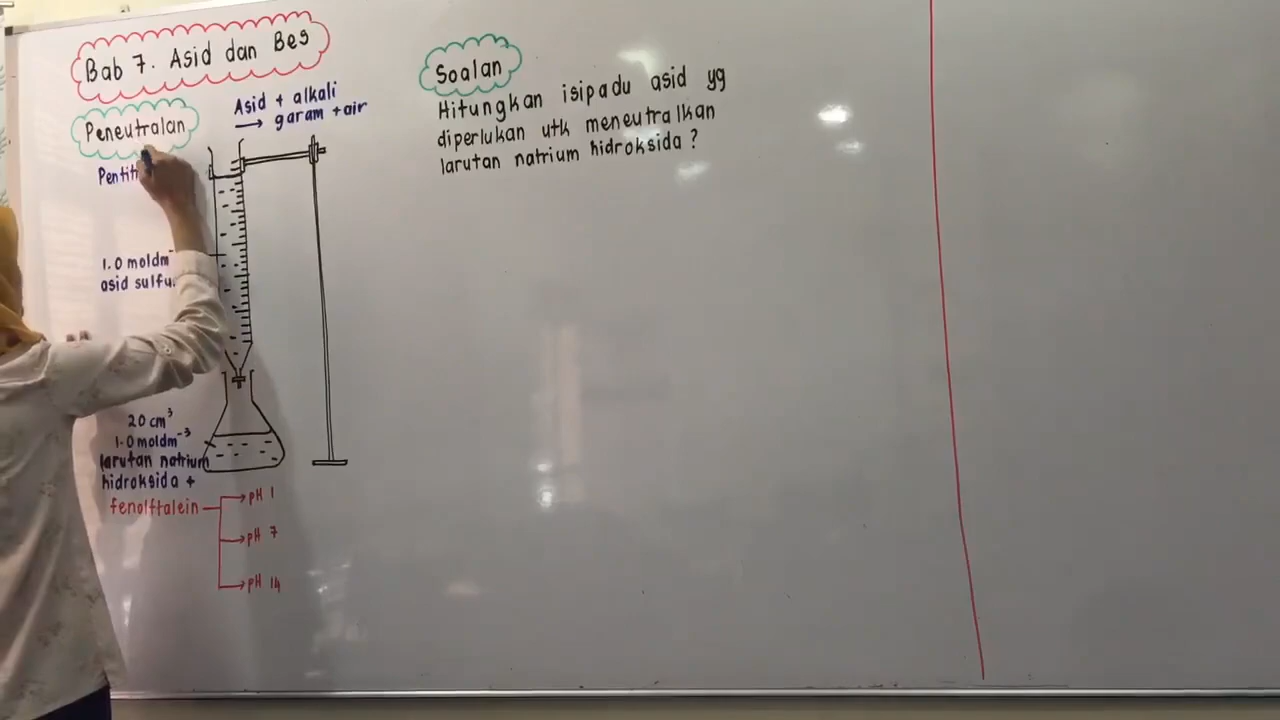 Bab 7. Asid dan Bes
Peneutralan
Asid + alkali
→ garam + air
1.0 moldm⁻
asid
20 cm³
1.0 moldm⁻³
larutan natrium
hidroksida +
fenolftalein
pH 1
pH 7
pH 14
Soalan
Hitungkan isipadu asid yg
diperlukan utk meneutralkan
larutan natrium hidroksida ?